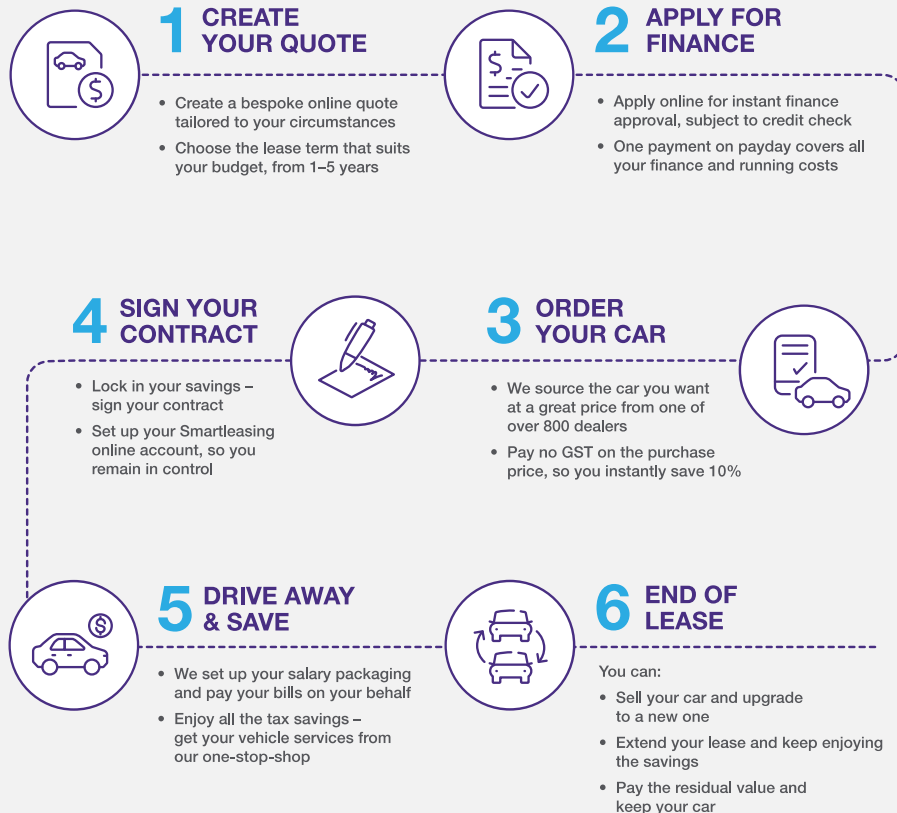 1 CREATE
YOUR QUOTE
• Create a bespoke online quote
tailored to your circumstances
• Choose the lease term that suits
your budget, from 1–5 years
2 APPLY FOR
FINANCE
• Apply online for instant finance
approval, subject to credit check
• One payment on payday covers all
your finance and running costs
3 ORDER
YOUR CAR
• We source the car you want
at a great price from one of
over 800 dealers
• Pay no GST on the purchase
price, so you instantly save 10%
4 SIGN YOUR
CONTRACT
• Lock in your savings –
sign your contract
• Set up your Smartleasing
online account, so you
remain in control
5 DRIVE AWAY
& SAVE
• We set up your salary packaging
and pay your bills on your behalf
• Enjoy all the tax savings –
get your vehicle services from
our one-stop-shop
6 END OF
LEASE
You can:
• Sell your car and upgrade
to a new one
• Extend your lease and keep enjoying
the savings
• Pay the residual value and
keep your car